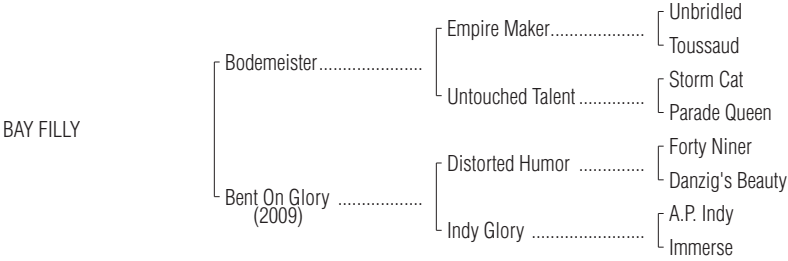 Unbridled
Empire Maker....................
Toussaud
Bodemeister......................
Storm Cat
Untouched Talent ..............
Parade Queen
BAY FILLY
Forty Niner
Distorted Humor ..............
Danzig's Beauty
Bent On Glory ..................
(2009)
A.P. Indy
Indy Glory ........................
Immerse